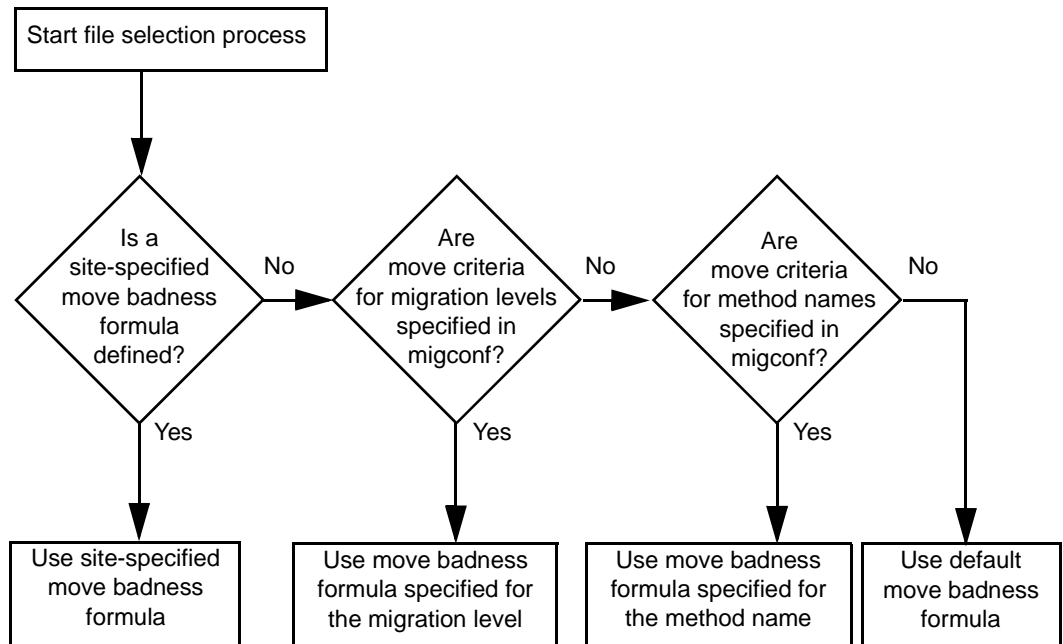 Start file selection process
Is a
site-specified
move badness
formula
defined?
No
Are
move criteria
for migration levels
specified in
migconf?
No
Are
move criteria
for method names
specified in
migconf?
No
Yes
Yes
Yes
Use site-specified
move badness
formula
Use move badness
formula specified for
the migration level
Use move badness
formula specified for
the method name
Use default
move badness
formula